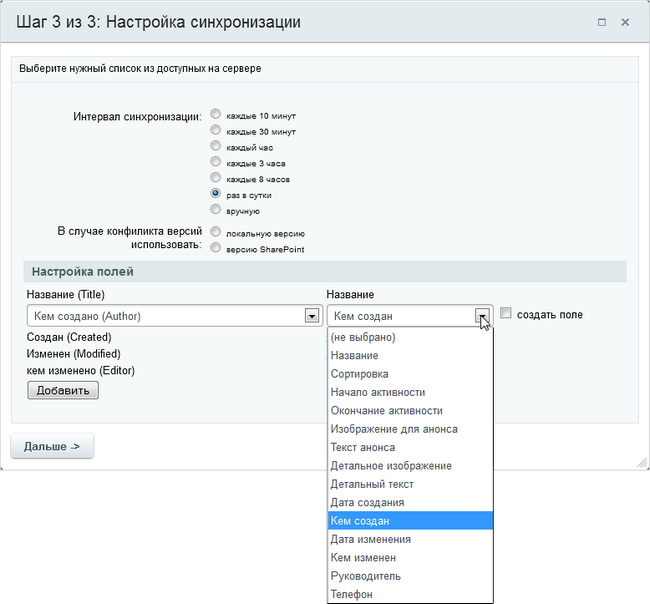 Шаг 3 из 3: Настройка синхронизации
Выберите нужный список из доступных на сервере
Интервал синхронизации:
каждые 10 минут
каждые 30 минут
каждый час
каждые 3 часа
каждые 8 часов
раз в сутки
вручную
В случае конфиликта версий
использовать:
локальную версию
версию SharePoint
Настройка полей
Название (Title) Название
Кем создано (Author) Кем создан создать поле
Создан (Created)
Изменен (Modified)
кем изменено (Editor)
Добавить
Дальше ->
(не выбрано)
Название
Сортировка
Начало активности
Окончание активности
Изображение для анонса
Текст анонса
Детальное изображение
Детальный текст
Дата создания
Кем создан
Дата изменения
Кем изменен
Руководитель
Телефон